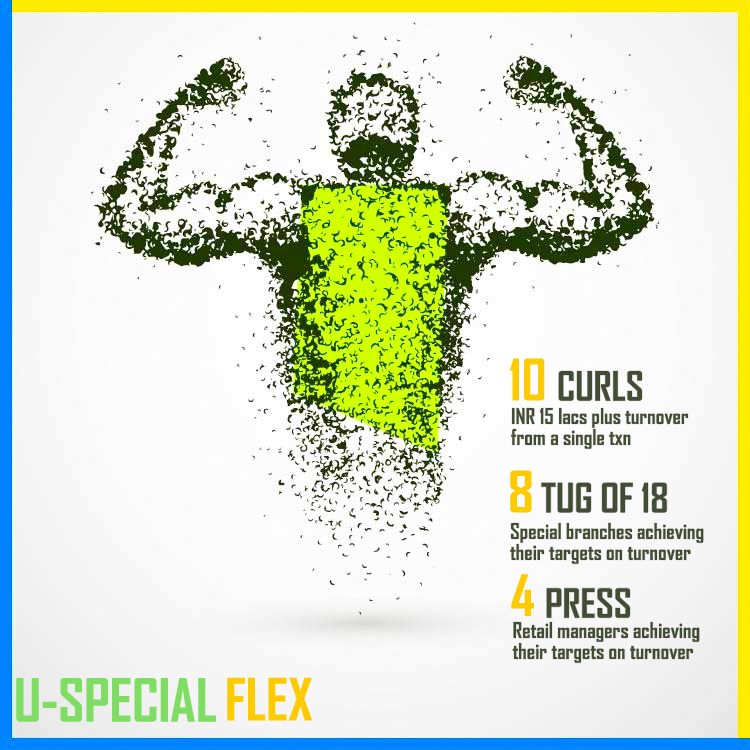 10 CURLS
INR 15 lacs plus turnover
from a single txn
8 TUG OF 18
Special branches achieving
their targets on turnover
4 PRESS
Retail managers achieving
their targets on turnover
U-SPECIAL FLEX